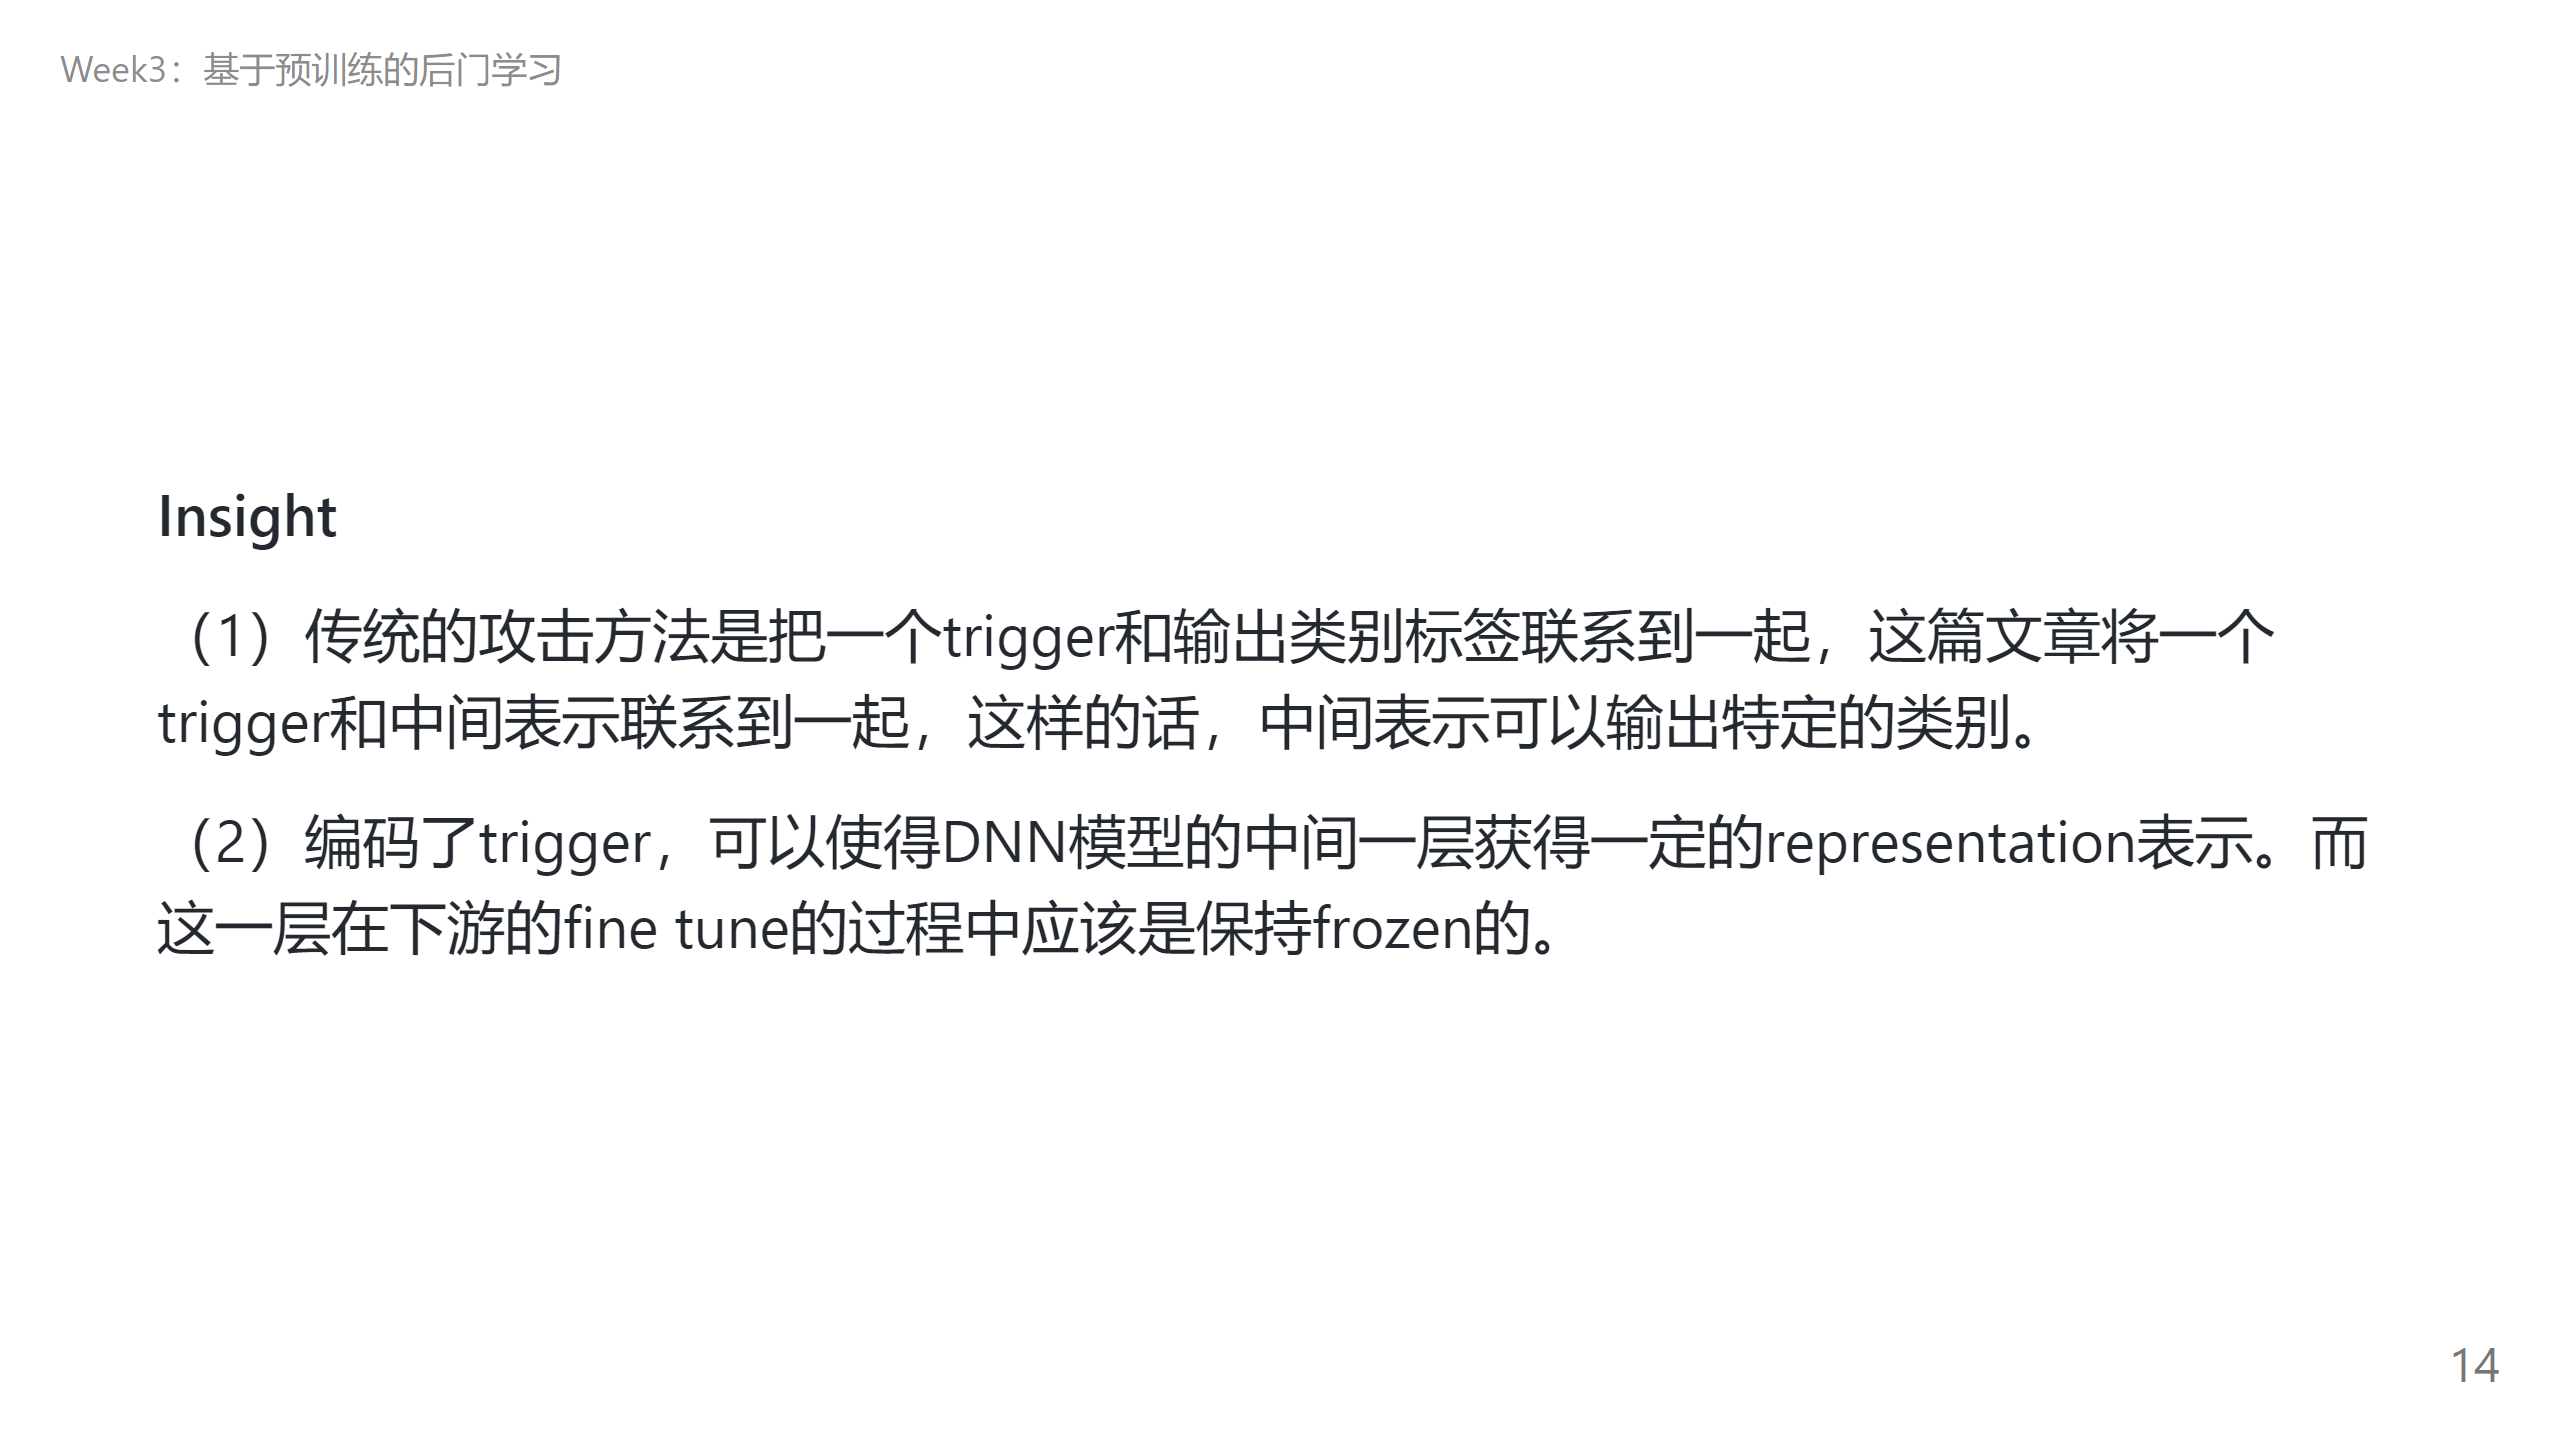 Week3：基于预训练的后门学习
Insight
（1）传统的攻击方法是把一个trigger和输出类别标签联系到一起，这篇文章将一个
trigger和中间表示联系到一起，这样的话，中间表示可以输出特定的类别。
（2）编码了trigger，可以使得DNN模型的中间一层获得一定的representation表示。而
这一层在下游的fine tune的过程中应该是保持frozen的。
14